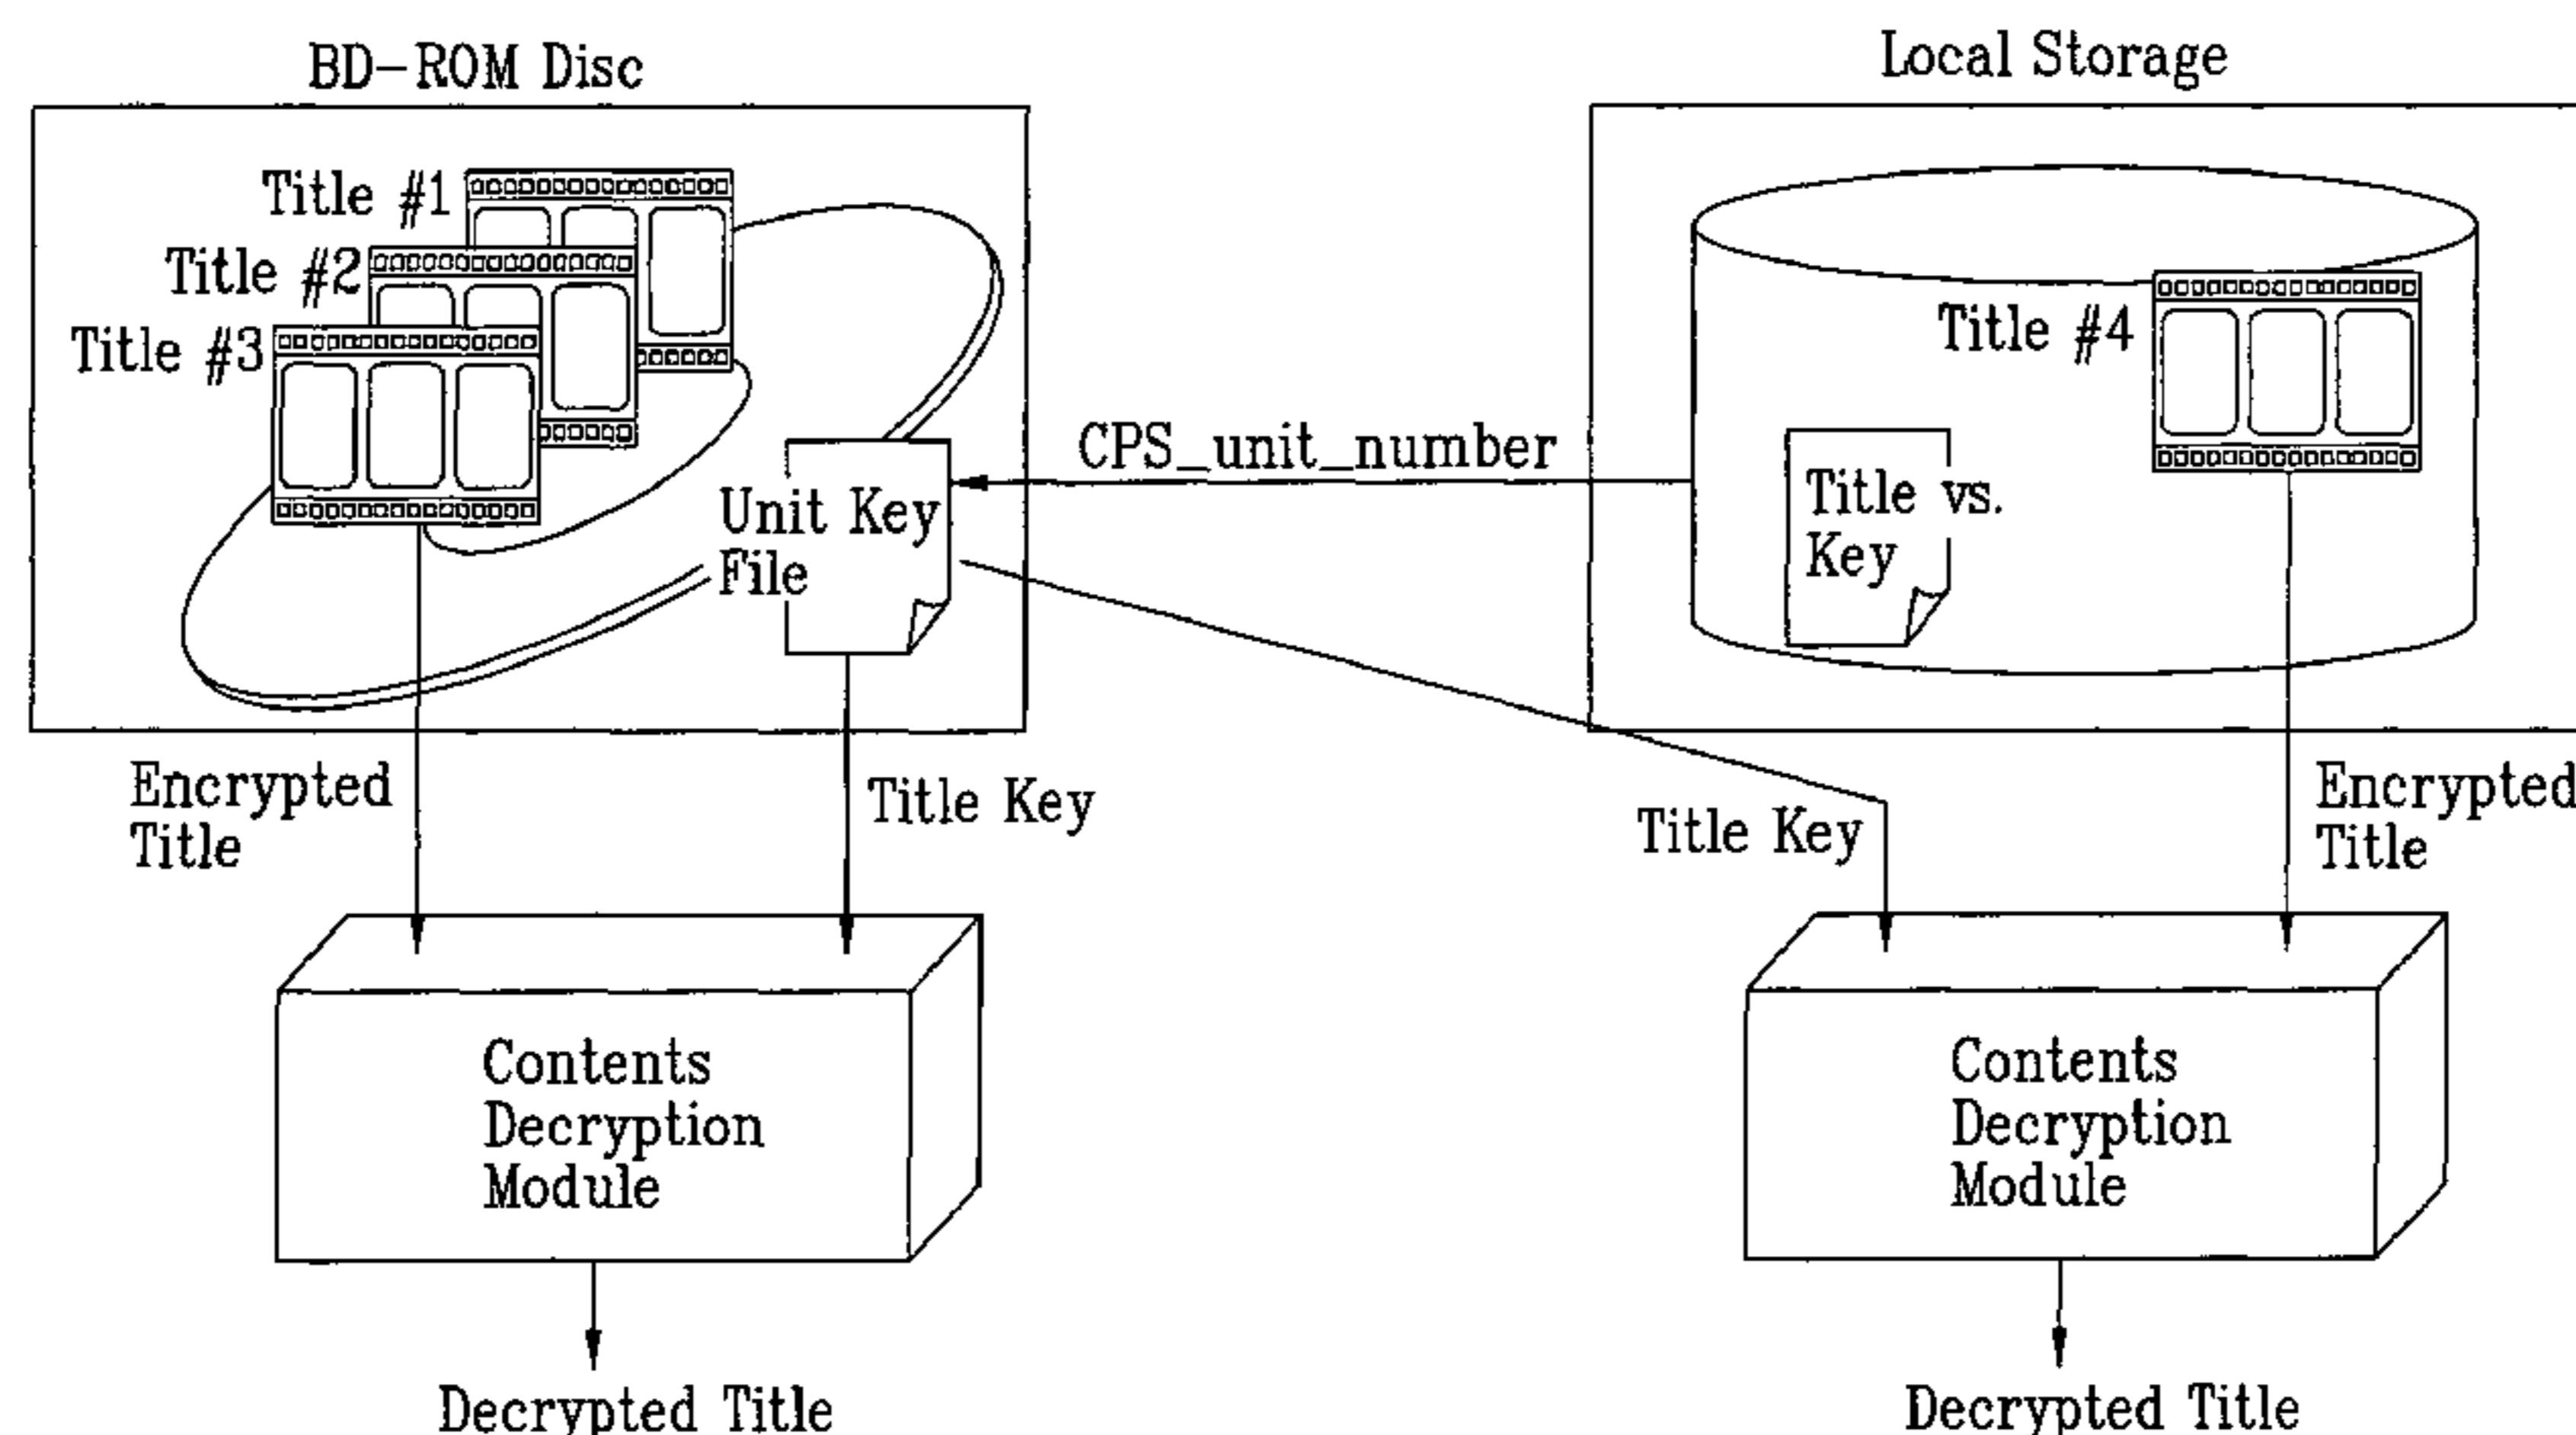 BD-ROM Disc
Local Storage
Title #1
Title #2
Title #3
Unit Key
File
CPS_unit_number
Title #4
Title vs.
Key
Encrypted
Title
Title Key
Title Key
Encrypted
Title
Contents
Decryption
Module
Contents
Decryption
Module
Decrypted Title
Decrypted Title